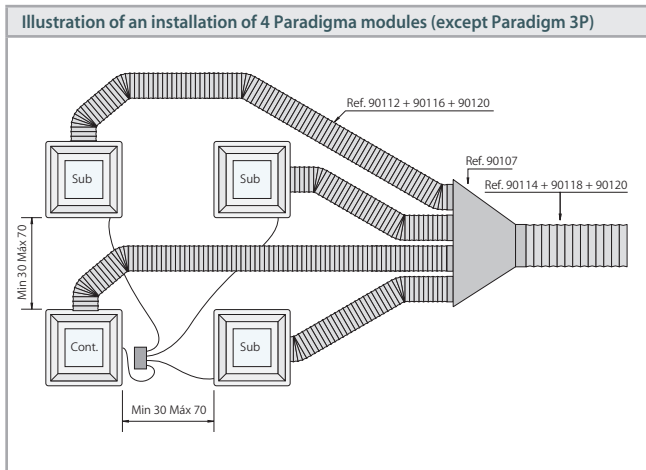 Illustration of an installation of 4 Paradigma modules (except Paradigm 3P)
Ref. 90112 + 90116 + 90120
Ref. 90107
Ref. 90114 + 90118 + 90120
Sub
Sub
Min 30 Máx 70
Cont.
Sub
Min 30 Máx 70